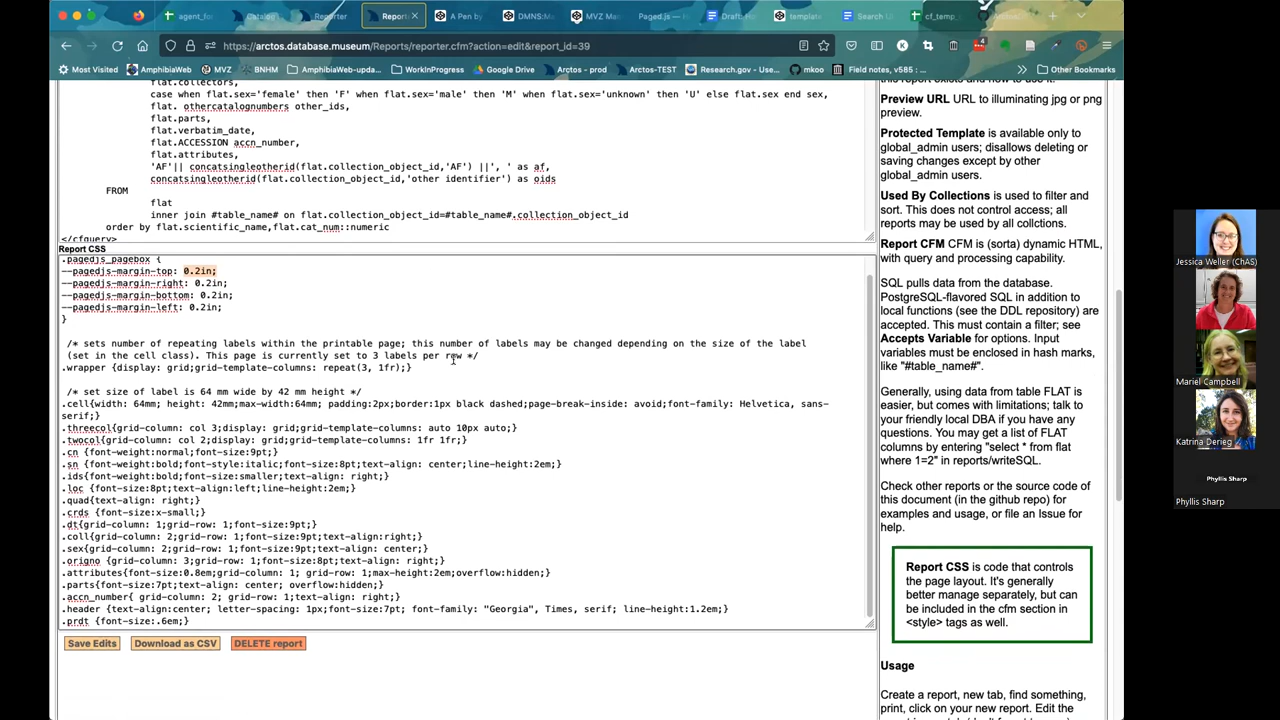 agent_fo
Catalog
Reporter
Report
A Pen by
DMNS:M
MVZ Ma
Paged.js —
Draft: Ho
template
Search U
cf_temp_
https://arctos.database.museum/Reports/reporter.cfm?action=edit&report_id=39
Most Visited
AmphibiaWeb
MVZ
BNHM
AmphibiaWeb-upda...
WorkInProgress
Google Drive
Arctos - prod
Arctos-TEST
Research.gov - Use...
mkoo
Field notes, v585 : ...
Other Bookmarks
flat.collectors,
case when flat.sex='female' then 'F' when flat.sex='male' then 'M' when flat.sex='unknown' then 'U' else flat.sex end sex,
flat. othercatalognumbers other_ids,
flat.parts,
flat.verbatim_date,
flat.ACCESSION accn_number,
flat.attributes,
'AF'|| concatsingleotherid(flat.collection_object_id,'AF') ||', ' as af,
concatsingleotherid(flat.collection_object_id,'other identifier') as oids
FROM
flat
inner join #table_name# on flat.collection_object_id=#table_name#.collection_object_id
order by flat.scientific_name,flat.cat_num::numeric
</cfquery>
Report CSS
.pagedjs_pagebox {
--pagedjs-margin-top: 0.2in;
--pagedjs-margin-right: 0.2in;
--pagedjs-margin-bottom: 0.2in;
--pagedjs-margin-left: 0.2in;
}
/* sets number of repeating labels within the printable page; this number of labels may be changed depending on the size of the label
(set in the cell class). This page is currently set to 3 labels per row */
.wrapper {display: grid;grid-template-columns: repeat(3, 1fr);}
/* set size of label is 64 mm wide by 42 mm height */
.cell{width: 64mm; height: 42mm;max-width:64mm; padding:2px;border:1px black dashed;page-break-inside: avoid;font-family: Helvetica, sans-
serif;}
.threecol{grid-column: col 3;display: grid;grid-template-columns: auto 10px auto;}
.twocol{grid-column: col 2;display: grid;grid-template-columns: 1fr 1fr;}
.cn {font-weight:normal;font-size:9pt;}
.sn {font-weight:bold;font-style:italic;font-size:8pt;text-align: center;line-height:2em;}
.ids{font-weight:bold;font-size:smaller;text-align: right;}
.loc {font-size:8pt;text-align:left;line-height:2em;}
.quad{text-align: right;}
.crds {font-size:x-small;}
.dt{grid-column: 1;grid-row: 1;font-size:9pt;}
.coll{grid-column: 2;grid-row: 1;font-size:9pt;text-align:right;}
.sex{grid-column: 2;grid-row: 1;font-size:9pt;text-align: center;}
.origno {grid-column: 3;grid-row: 1;font-size:8pt;text-align: right;}
.attributes{font-size:0.8em;grid-column: 1; grid-row: 1;max-height:2em;overflow:hidden;}
.parts{font-size:7pt;text-align: center; overflow:hidden;}
.accn_number{ grid-column: 2; grid-row: 1;text-align: right;}
.header {text-align:center; letter-spacing: 1px;font-size:7pt; font-family: "Georgia", Times, serif; line-height:1.2em;}
.prdt {font-size:.6em;}
Save Edits
Download as CSV
DELETE report
this report exists and how to use it.
Preview URL URL to illuminating jpg or png
preview.
Protected Template is available only to
global_admin users; disallows deleting or
saving changes except by other
global_admin users.
Used By Collections is used to filter and
sort. This does not control access; all
reports may be used by all collctions.
Report CFM CFM is (sorta) dynamic HTML,
with query and processing capability.
SQL pulls data from the database.
PostgreSQL-flavored SQL in addition to
local functions (see the DDL repository) are
accepted. This must contain a filter; see
Accepts Variable for options. Input
variables must be enclosed in hash marks,
like "#table_name#".
Generally, using data from table FLAT is
easier, but comes with limitations; talk to
your friendly local DBA if you have any
questions. You may get a list of FLAT
columns by entering "select * from flat
where 1=2" in reports/writeSQL.
Check other reports or the source code of
this document (in the github repo) for
examples and usage, or file an Issue for
help.
Report CSS is code that controls
the page layout. It's generally
better manage separately, but can
be included in the cfm section in
<style> tags as well.
Usage
Create a report, new tab, find something,
print, click on your new report. Edit the
Jessica Weller (ChAS)
Mariel Campbell
Katrina Derieg
Phyllis Sharp
Phyllis Sharp